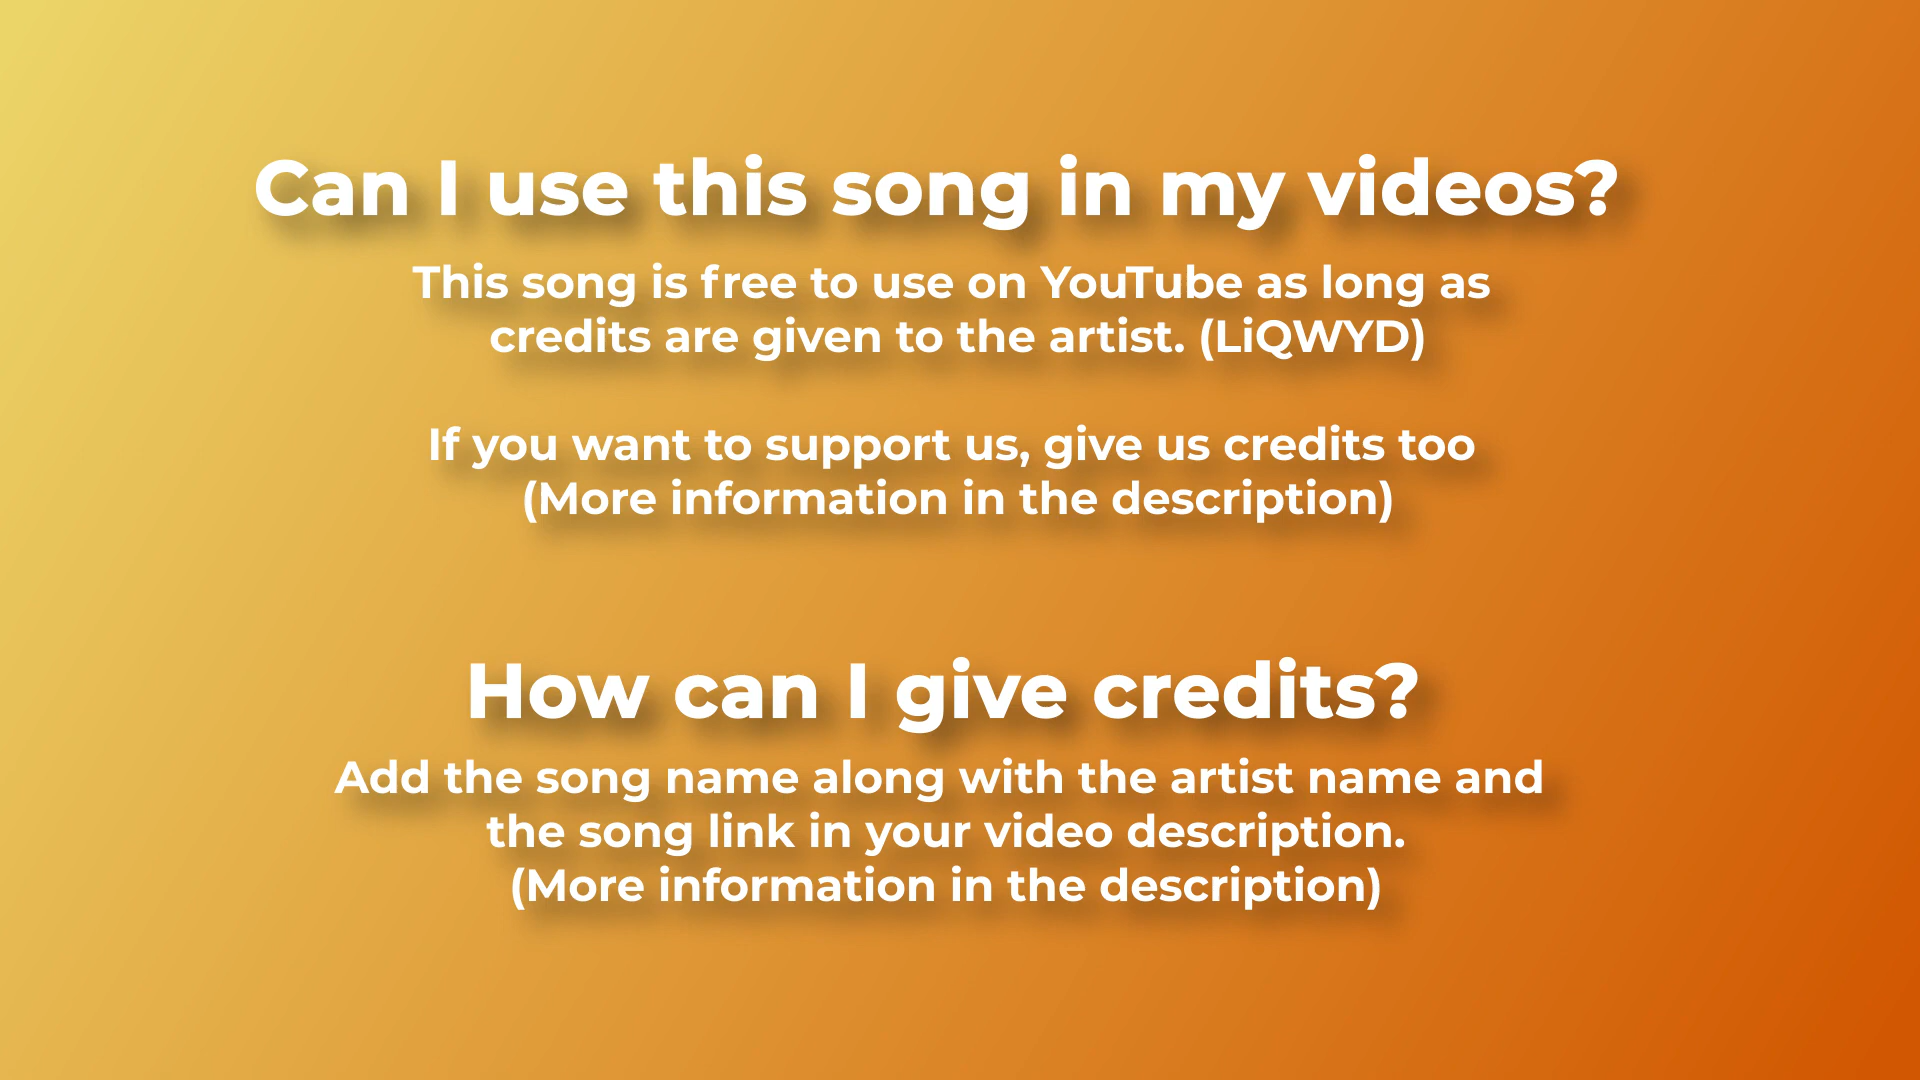 Can I use this song in my videos?
This song is free to use on YouTube as long as
credits are given to the artist. (LiQWYD)
If you want to support us, give us credits too
(More information in the description)
How can I give credits?
Add the song name along with the artist name and
the song link in your video description.
(More information in the description)